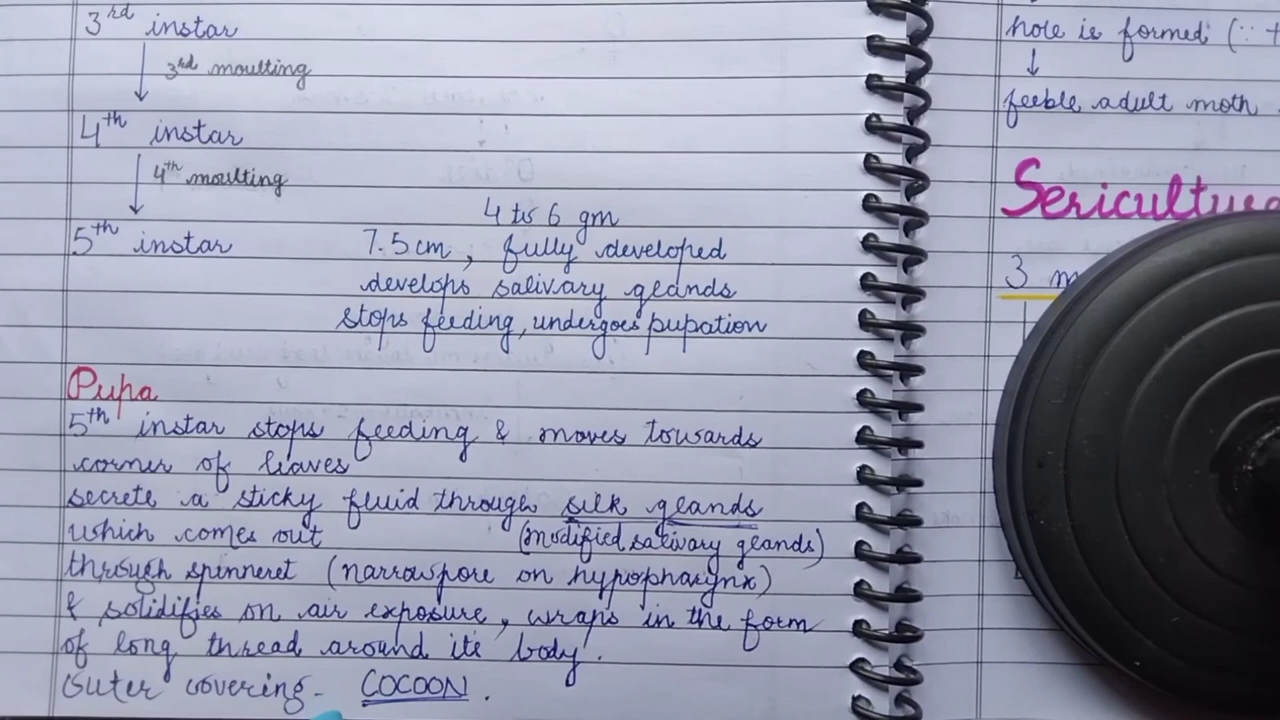 3rd instar
3rd moulting
4th instar
4th moulting
4 to 6 gm
5th instar 7.5 cm, fully developed
develops salivary glands
stops feeding, undergoes pupation
Pupa
5th instar stops feeding & moves towards
corner of leaves
secrete a sticky fluid through silk glands
which comes out (modified salivary glands)
through spinneret (narrow pore on hypopharynx)
& solidifies on air exposure, wraps in the form
of long thread around its body.
Outer covering - COCOON.
hole is formed (∵
↓
feeble adult moth
Sericulture
3